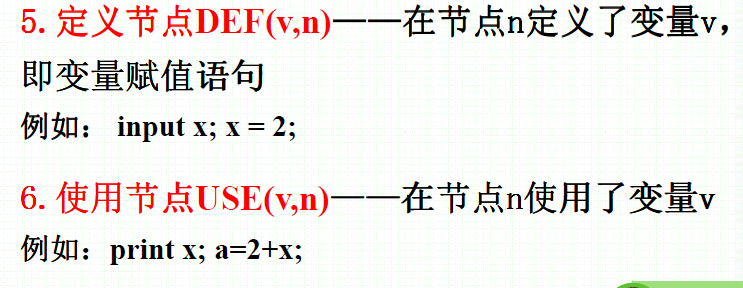 5. 定义节点DEF(v,n)——在节点n定义了变量v，
即变量赋值语句
例如： input x; x = 2;
6. 使用节点USE(v,n)——在节点n使用了变量v
例如：print x; a=2+x;